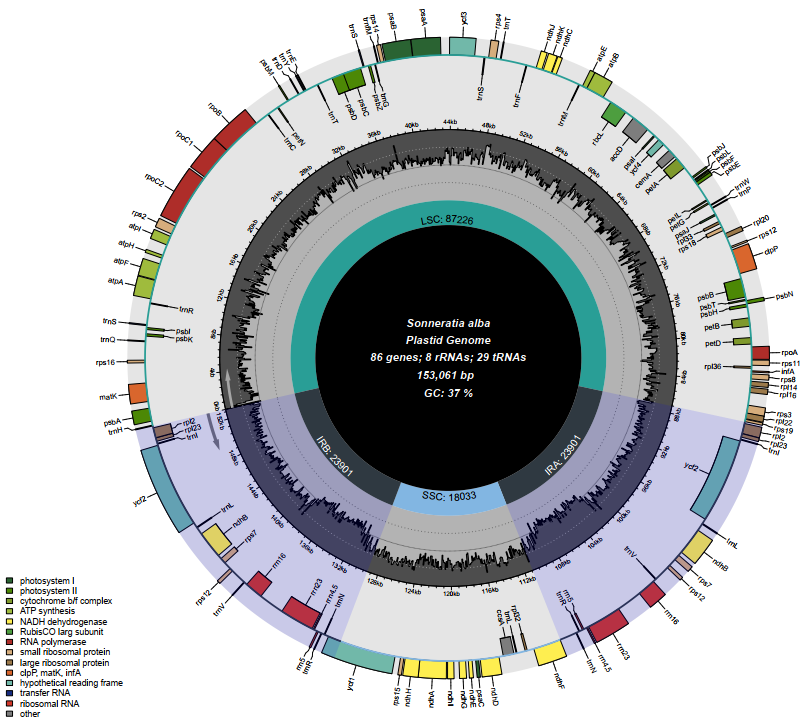 Sonneratia alba
Plastid Genome
86 genes; 8 rRNAs; 29 tRNAs
153,061 bp
GC: 37 %
LSC: 87226
IRB: 23901
SSC: 18033
IRA: 23901
psaB
psaA
ycf3
rps4
trnT
ndhJ
ndhK
ndhC
atpE
atpB
rbcL
accD
psaI
ycf4
cemA
petA
psbJ
psbL
psbF
psbE
petL
petG
trnW
trnP
psaJ
rpl33
rps18
rpl20
rps12
clpP
psbB
psbT
psbN
psbH
petB
petD
rpoA
rps11
rpl36
infA
rps8
rpl14
rpl16
rps3
rpl22
rps19
rpl2
rpl23
trnI
ycf2
trnL
ndhB
rps7
rps12
trnV
rrn16
rrn23
rrn4.5
rrn5
trnR
trnN
ndhF
rpl32
trnL
ccsA
ndhD
psaC
ndhE
ndhG
ndhI
ndhA
ndhH
rps15
ycf1
trnN
trnR
rrn5
rrn4.5
rrn23
rrn16
trnV
rps12
rps7
ndhB
trnL
ycf2
trnI
rpl23
rpl2
trnH
psbA
matK
rps16
trnQ
psbK
psbI
trnS
trnR
atpA
atpF
atpH
atpI
rps2
rpoC2
rpoC1
rpoB
trnC
petN
psbM
trnD
trnY
trnE
trnT
psbD
psbC
trnS
psbZ
trnG
trnfM
rps14
trnS
trnF
trnM
0kb
4kb
8kb
12kb
16kb
20kb
24kb
28kb
32kb
36kb
40kb
44kb
48kb
52kb
56kb
60kb
64kb
68kb
72kb
76kb
80kb
84kb
88kb
92kb
96kb
100kb
104kb
108kb
112kb
116kb
120kb
124kb
128kb
132kb
136kb
140kb
144kb
148kb
152kb
photosystem I
photosystem II
cytochrome b/f complex
ATP synthesis
NADH dehydrogenase
RubisCO larg subunit
RNA polymerase
small ribosomal protein
large ribosomal protein
clpP, matK, infA
hypothetical reading frame
transfer RNA
ribosomal RNA
other